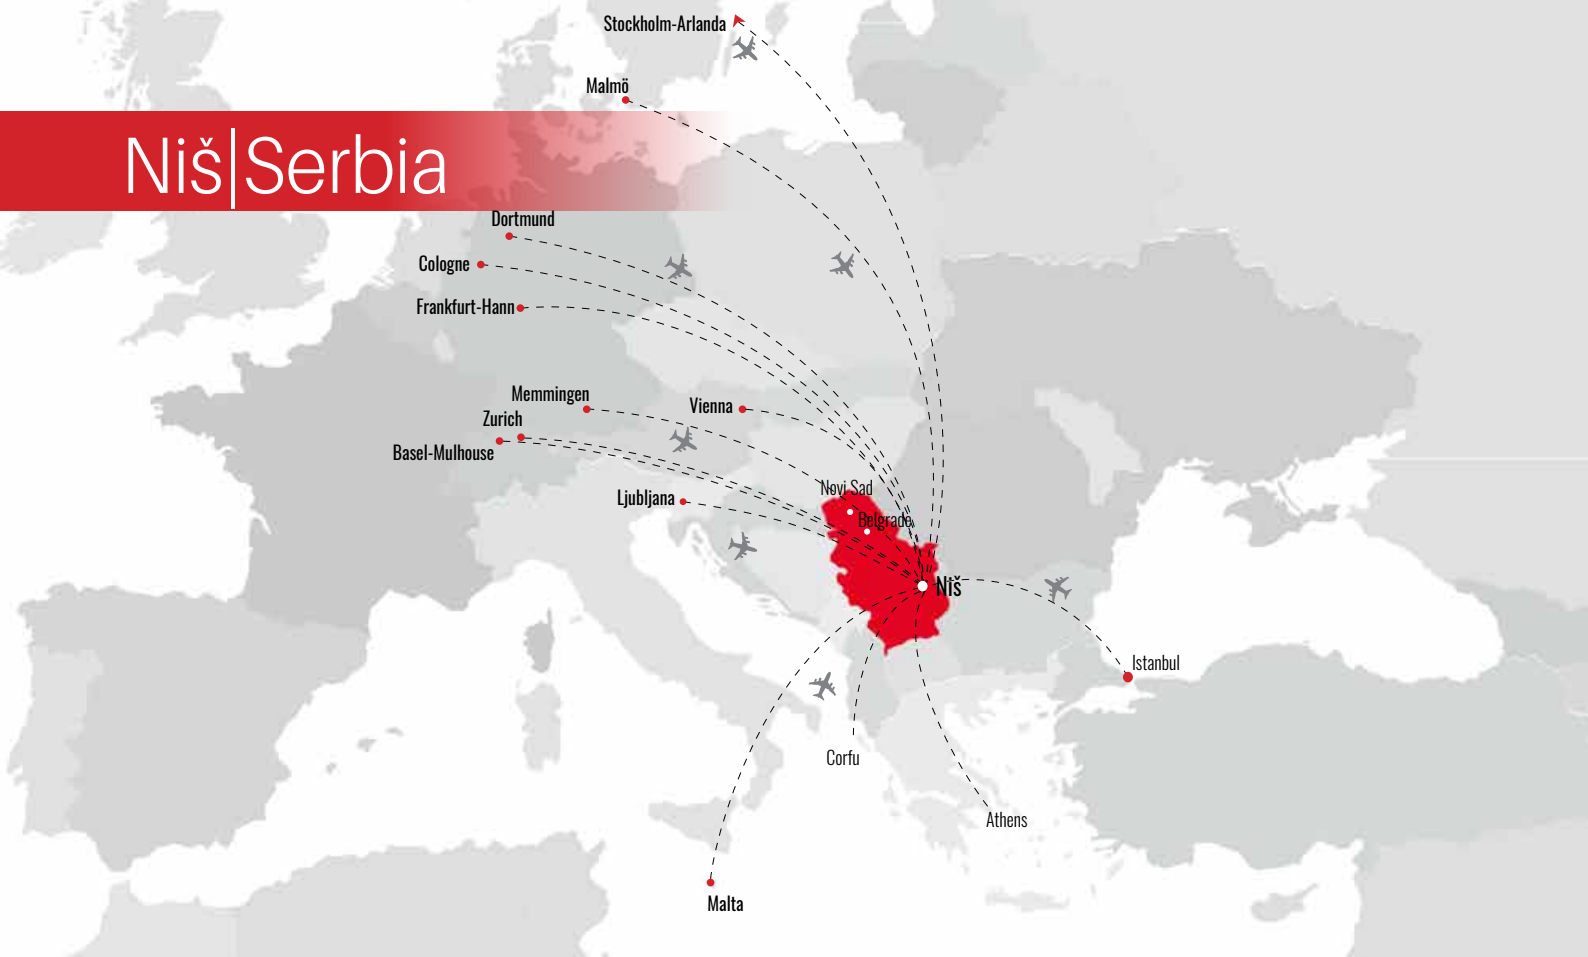 Stockholm-Arlanda
Malmö
Niš|Serbia
Dortmund
Cologne
Frankfurt-Hann
Memmingen
Vienna
Zurich
Basel-Mulhouse
Novi Sad
Ljubljana
Belgrade
Niš
Istanbul
Corfu
Athens
Malta